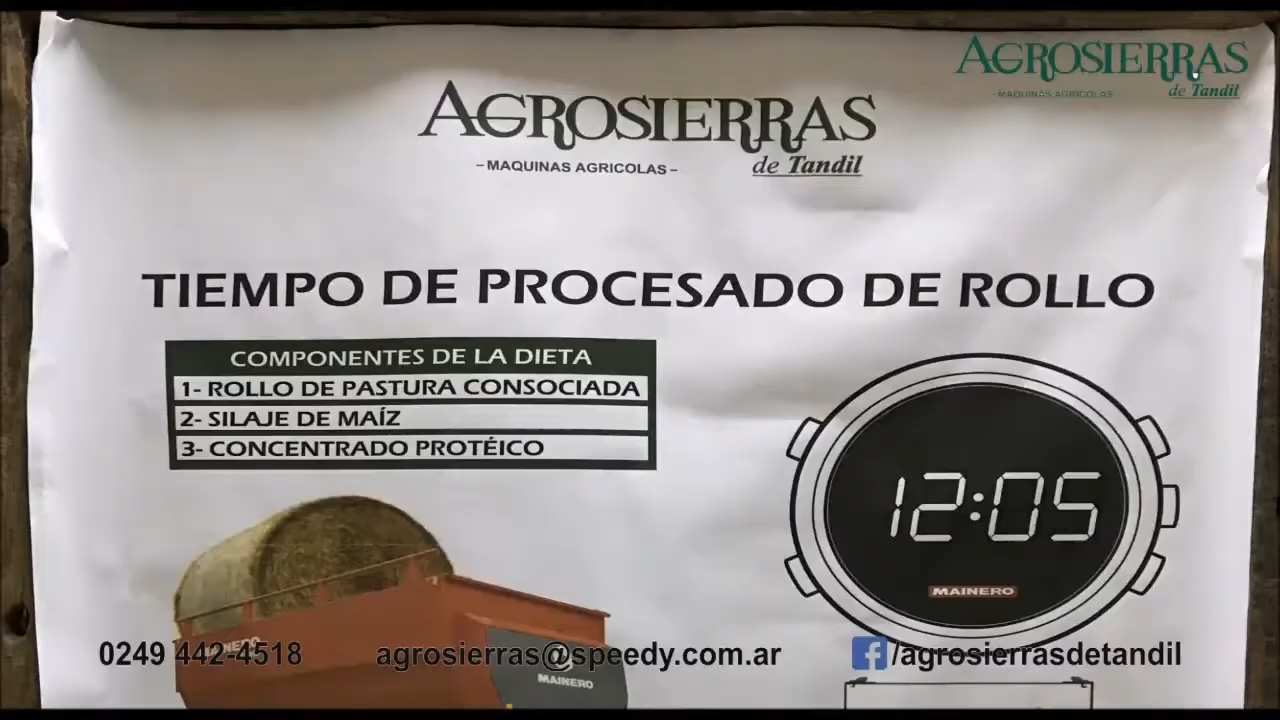 AGROSIERRAS
- MAQUINAS AGRICOLAS -
de Tandil
AGROSIERRAS
– MAQUINAS AGRICOLAS –
de Tandil
TIEMPO DE PROCESADO DE ROLLO
COMPONENTES DE LA DIETA
1- ROLLO DE PASTURA CONSOCIADA
2- SILAJE DE MAÍZ
3- CONCENTRADO PROTÉICO
12:05
MAINERO
MAINERO
MAINERO
0249 442-4518
agrosierras@speedy.com.ar
/agrosierrasdetandil